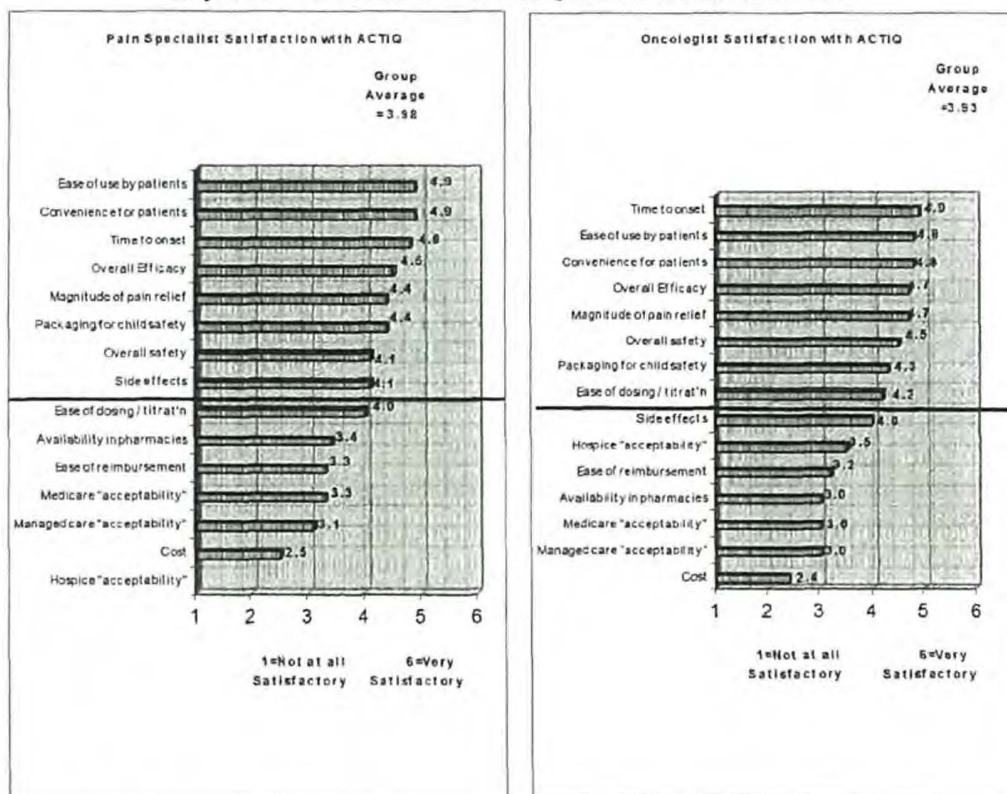 Pain Specialist Satisfaction with ACTIQ
Group
Average
=3.98
Ease of use by patients 4.9
Convenience for patients 4.9
Time to onset 4.8
Overall Efficacy 4.5
Magnitude of pain relief 4.4
Packaging for child safety 4.4
Overall safety 4.1
Side effects 4.1
Ease of dosing / titrat'n 4.0
Availability in pharmacies 3.4
Ease of reimbursement 3.3
Medicare "acceptability" 3.3
Managed care "acceptability" 3.1
Cost 2.5
Hospice "acceptability"
1 2 3 4 5 6
1=Not at all 6=Very
Satisfactory Satisfactory
Oncologist Satisfaction with ACTIQ
Group
Average
=3.93
Time to onset 4.9
Ease of use by patients 4.8
Convenience for patients 4.8
Overall Efficacy 4.7
Magnitude of pain relief 4.7
Overall safety 4.5
Packaging for child safety 4.3
Ease of dosing / titrat'n 4.2
Side effects 4.0
Hospice "acceptability" 3.5
Ease of reimbursement 3.2
Availability in pharmacies 3.0
Medicare "acceptability" 3.0
Managed care "acceptability" 3.0
Cost 2.4
1 2 3 4 5 6
1=Not at all 6=Very
Satisfactory Satisfactory